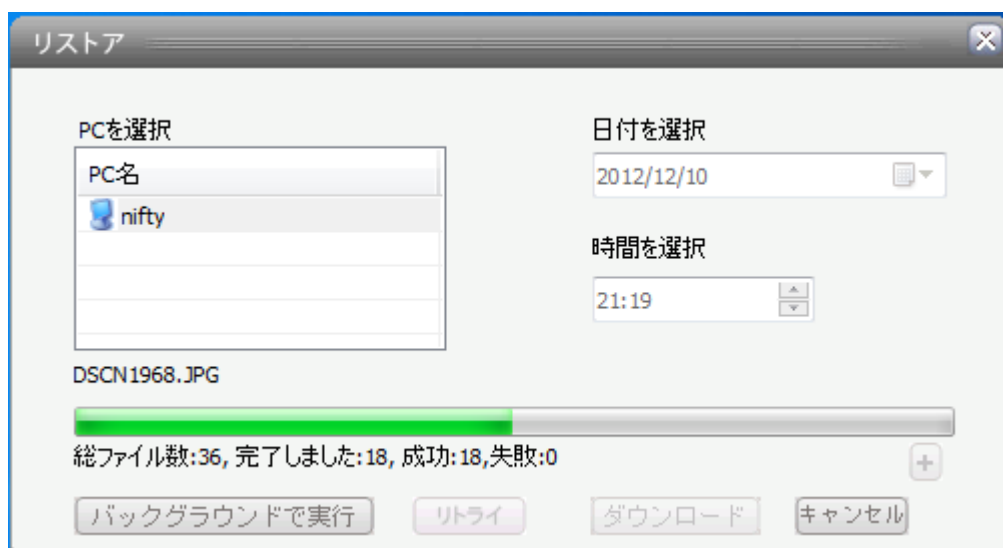 リストア
PCを選択
PC名
nifty
日付を選択
2012/12/10
時間を選択
21:19
DSCN1968.JPG
総ファイル数:36, 完了しました:18, 成功:18,失敗:0
バックグラウンドで実行
リトライ
ダウンロード
キャンセル